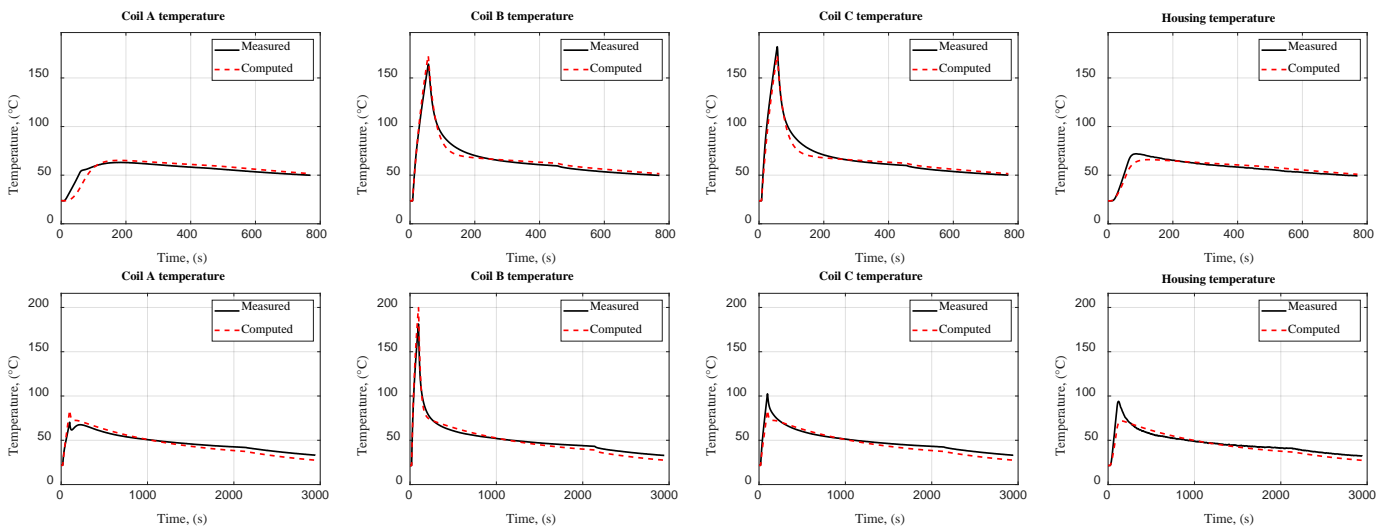 Coil A temperature
Measured
Computed
Temperature, (°C)
150
100
50
0
0 200 400 600 800
Time, (s)
Coil B temperature
Measured
Computed
Temperature, (°C)
150
100
50
0
0 200 400 600 800
Time, (s)
Coil C temperature
Measured
Computed
Temperature, (°C)
150
100
50
0
0 200 400 600 800
Time, (s)
Housing temperature
Measured
Computed
Temperature, (°C)
150
100
50
0
0 200 400 600 800
Time, (s)
Coil A temperature
Measured
Computed
Temperature, (°C)
200
150
100
50
0
0 1000 2000 3000
Time, (s)
Coil B temperature
Measured
Computed
Temperature, (°C)
200
150
100
50
0
0 1000 2000 3000
Time, (s)
Coil C temperature
Measured
Computed
Temperature, (°C)
200
150
100
50
0
0 1000 2000 3000
Time, (s)
Housing temperature
Measured
Computed
Temperature, (°C)
200
150
100
50
0
0 1000 2000 3000
Time, (s)